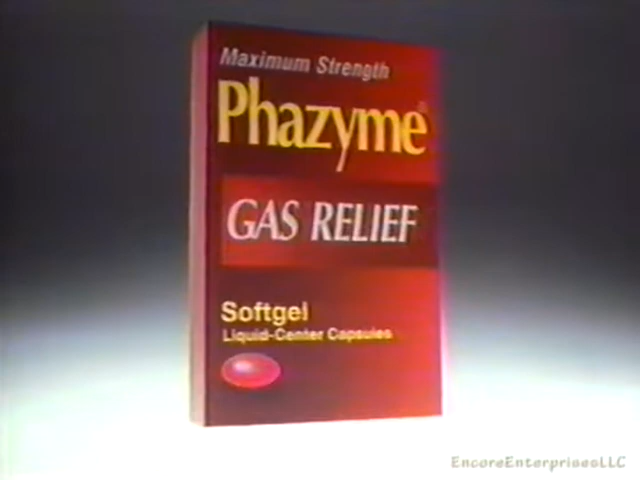 Maximum Strength
Phazyme®
GAS RELIEF
Softgel
Liquid-Center Capsules
EncoreEnterprisesLLC